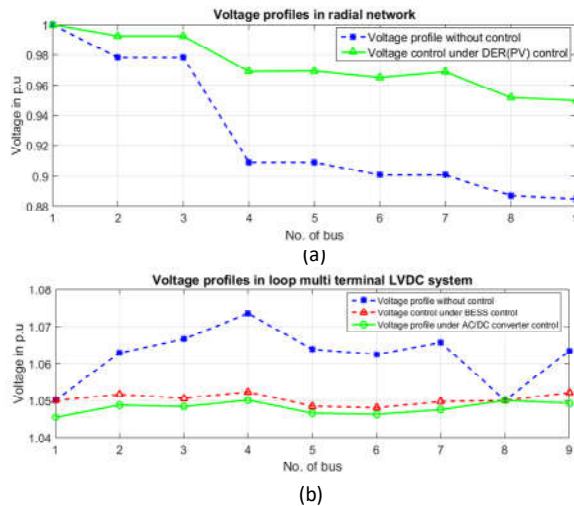 Voltage profiles in radial network
1
0.98
0.96
0.94
0.92
0.9
0.88
Voltage in p.u
Voltage profile without control
Voltage control under DER(PV) control
1 2 3 4 5 6 7 8 9
No. of bus
(a)
Voltage profiles in loop multi terminal LVDC system
1.08
1.07
1.06
1.05
1.04
Voltage in p.u
Voltage profile without control
Voltage control under BESS control
Voltage profile under AC/DC converter control
1 2 3 4 5 6 7 8 9
No. of bus
(b)